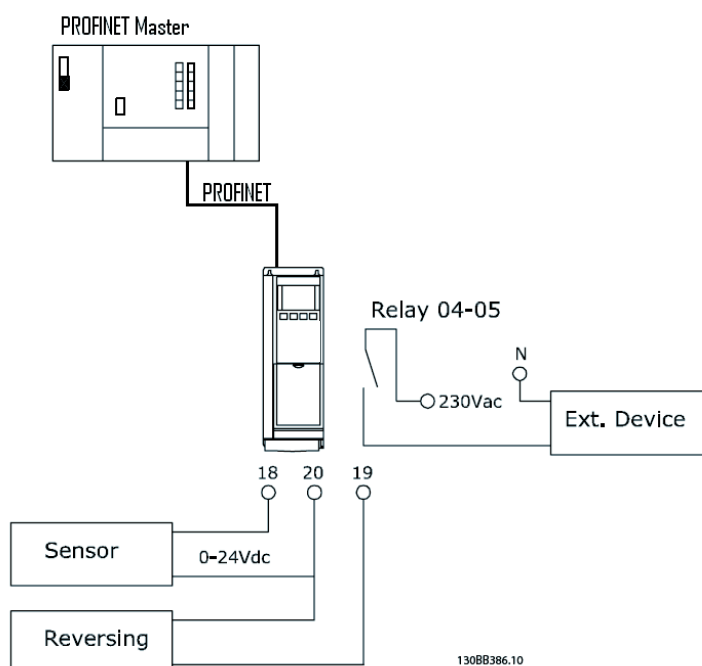 PROFINET Master
PROFINET
Relay 04-05
N
230Vac
Ext. Device
18 20 19
Sensor
0-24Vdc
Reversing
130BB386.10